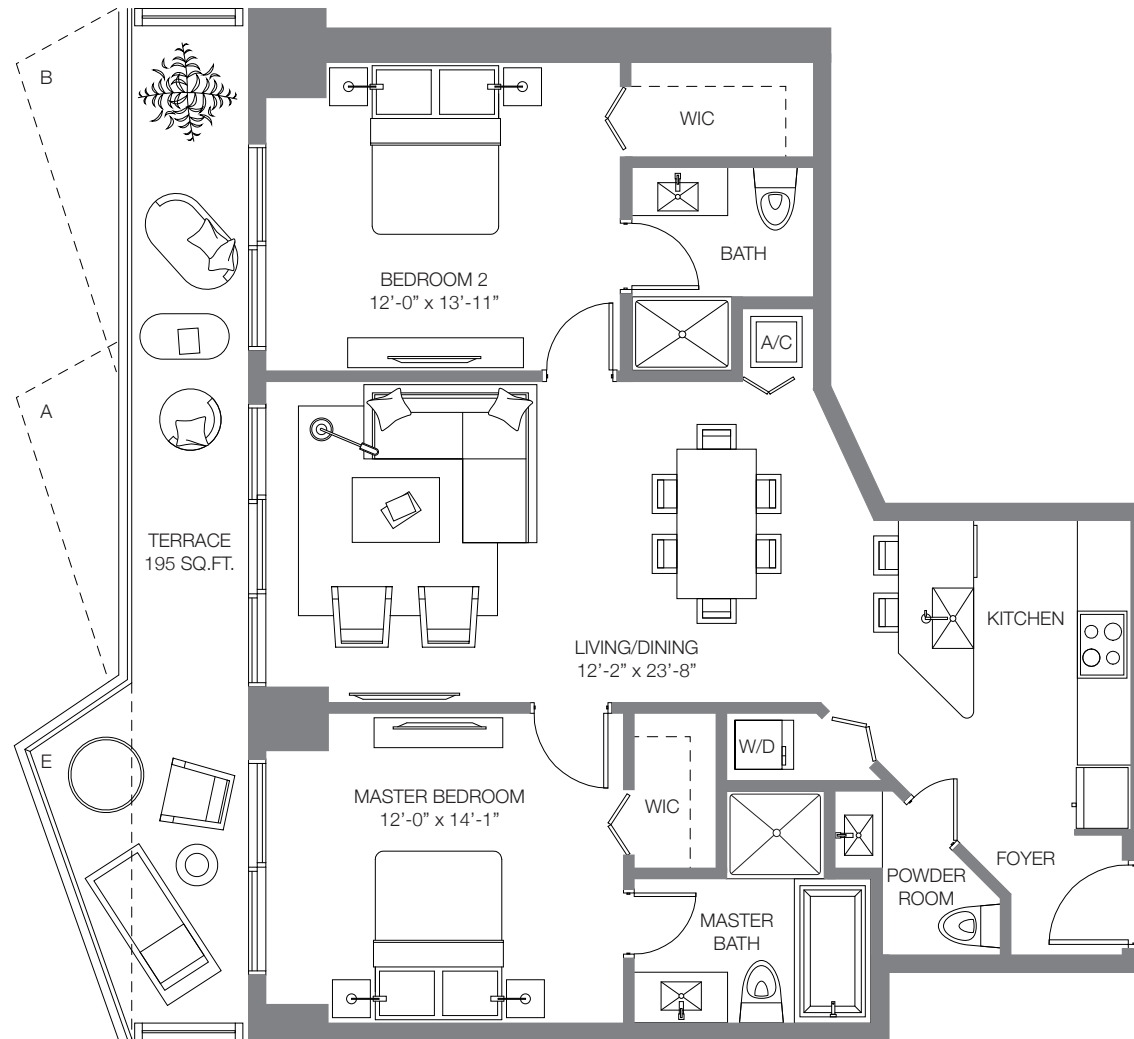 B
WIC
BATH
BEDROOM 2
12’-0” x 13’-11”
A/C
A
TERRACE
195 SQ.FT.
KITCHEN
LIVING/DINING
12’-2” x 23’-8”
E
W/D
MASTER BEDROOM
12’-0” x 14’-1”
WIC
FOYER
POWDER
ROOM
MASTER
BATH